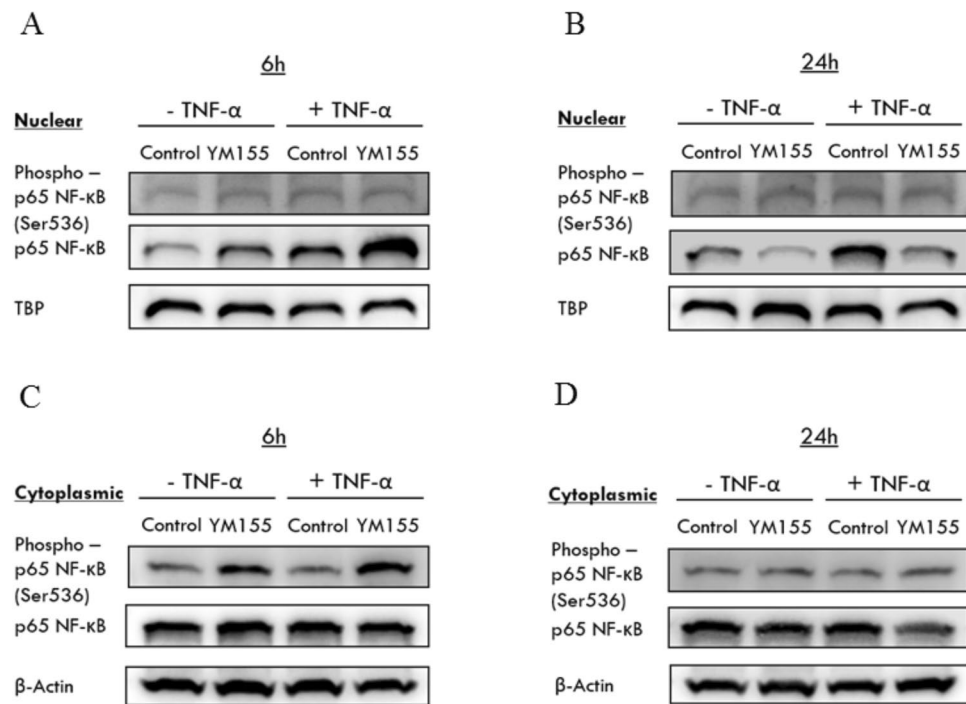 A
6h
- TNF-α + TNF-α
Nuclear
Control YM155 Control YM155
Phospho –
p65 NF-κB
(Ser536)
p65 NF-κB
TBP
B
24h
- TNF-α + TNF-α
Nuclear
Control YM155 Control YM155
Phospho –
p65 NF-κB
(Ser536)
p65 NF-κB
TBP
C
6h
- TNF-α + TNF-α
Cytoplasmic
Control YM155 Control YM155
Phospho –
p65 NF-κB
(Ser536)
p65 NF-κB
β-Actin
D
24h
- TNF-α + TNF-α
Cytoplasmic
Control YM155 Control YM155
Phospho –
p65 NF-κB
(Ser536)
p65 NF-κB
β-Actin